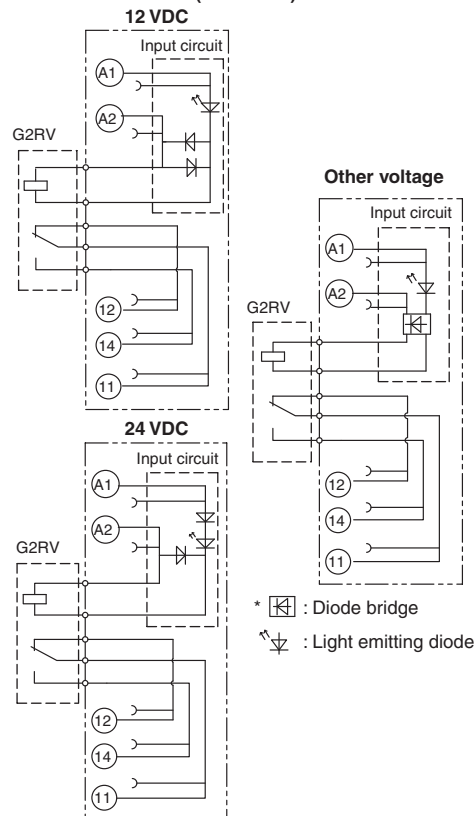 12 VDC
Input circuit
A1
A2
G2RV
12
14
11
24 VDC
Input circuit
A1
A2
G2RV
12
14
11
Other voltage
Input circuit
A1
A2
G2RV
12
14
11
* : Diode bridge
: Light emitting diode